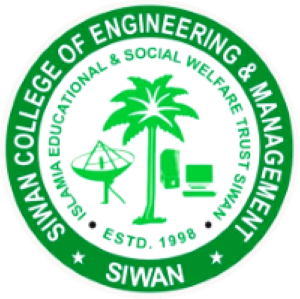 SIWAN COLLEGE OF ENGINEERING & MANAGEMENT
SIWAN
ISLAMIA EDUCATIONAL & SOCIAL WELFARE TRUST SIWAN
ESTD. 1998